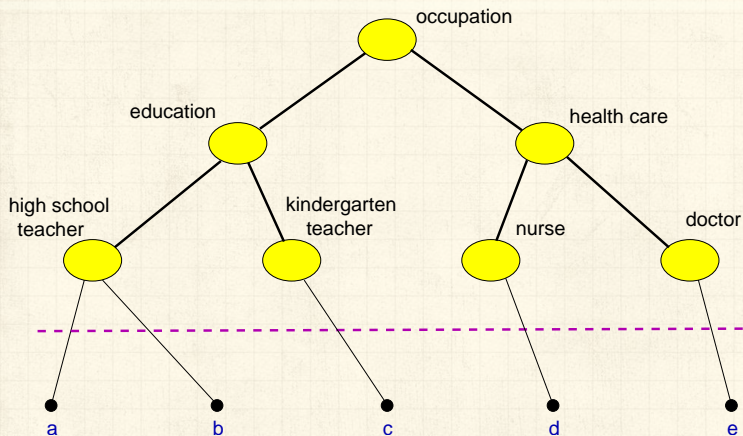 occupation
education
health care
high school
teacher
kindergarten
teacher
nurse
doctor
a
b
c
d
e